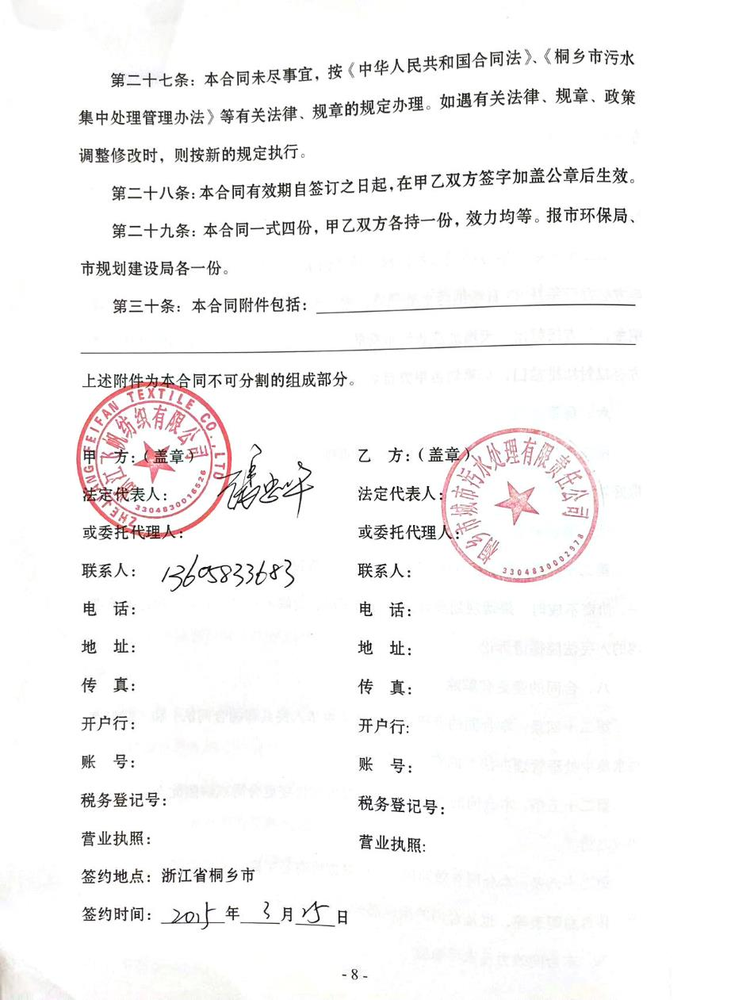 第二十七条：本合同未尽事宜，按《中华人民共和国合同法》、《桐乡市污水
集中处理管理办法》等有关法律、规章的规定办理。如遇有关法律、规章、政策
调整修改时，则按新的规定执行。
第二十八条：本合同有效期自签订之日起，在甲乙双方签字加盖公章后生效。
第二十九条：本合同一式四份，甲乙双方各持一份，效力均等。报市环保局、
市规划建设局各一份。
第三十条：本合同附件包括：
上述附件为本合同不可分割的组成部分。
ZHEJIANG FEIFAN TEXTILE CO.,LTD
浙江飞帆纺织有限公司
3304830016526
甲 方：（盖章）
法定代表人：
或委托代理人：
联系人： 13605833683
电 话：
地 址：
传 真：
开户行：
账 号：
税务登记号：
营业执照：
签约地点：浙江省桐乡市
签约时间：2015年3月25日
桐乡市城市污水处理有限责任公司
3304830002978
乙 方：（盖章）
法定代表人：
或委托代理人：
联系人：
电 话：
地 址：
传 真：
开户行：
账 号：
税务登记号：
营业执照：
- 8 -